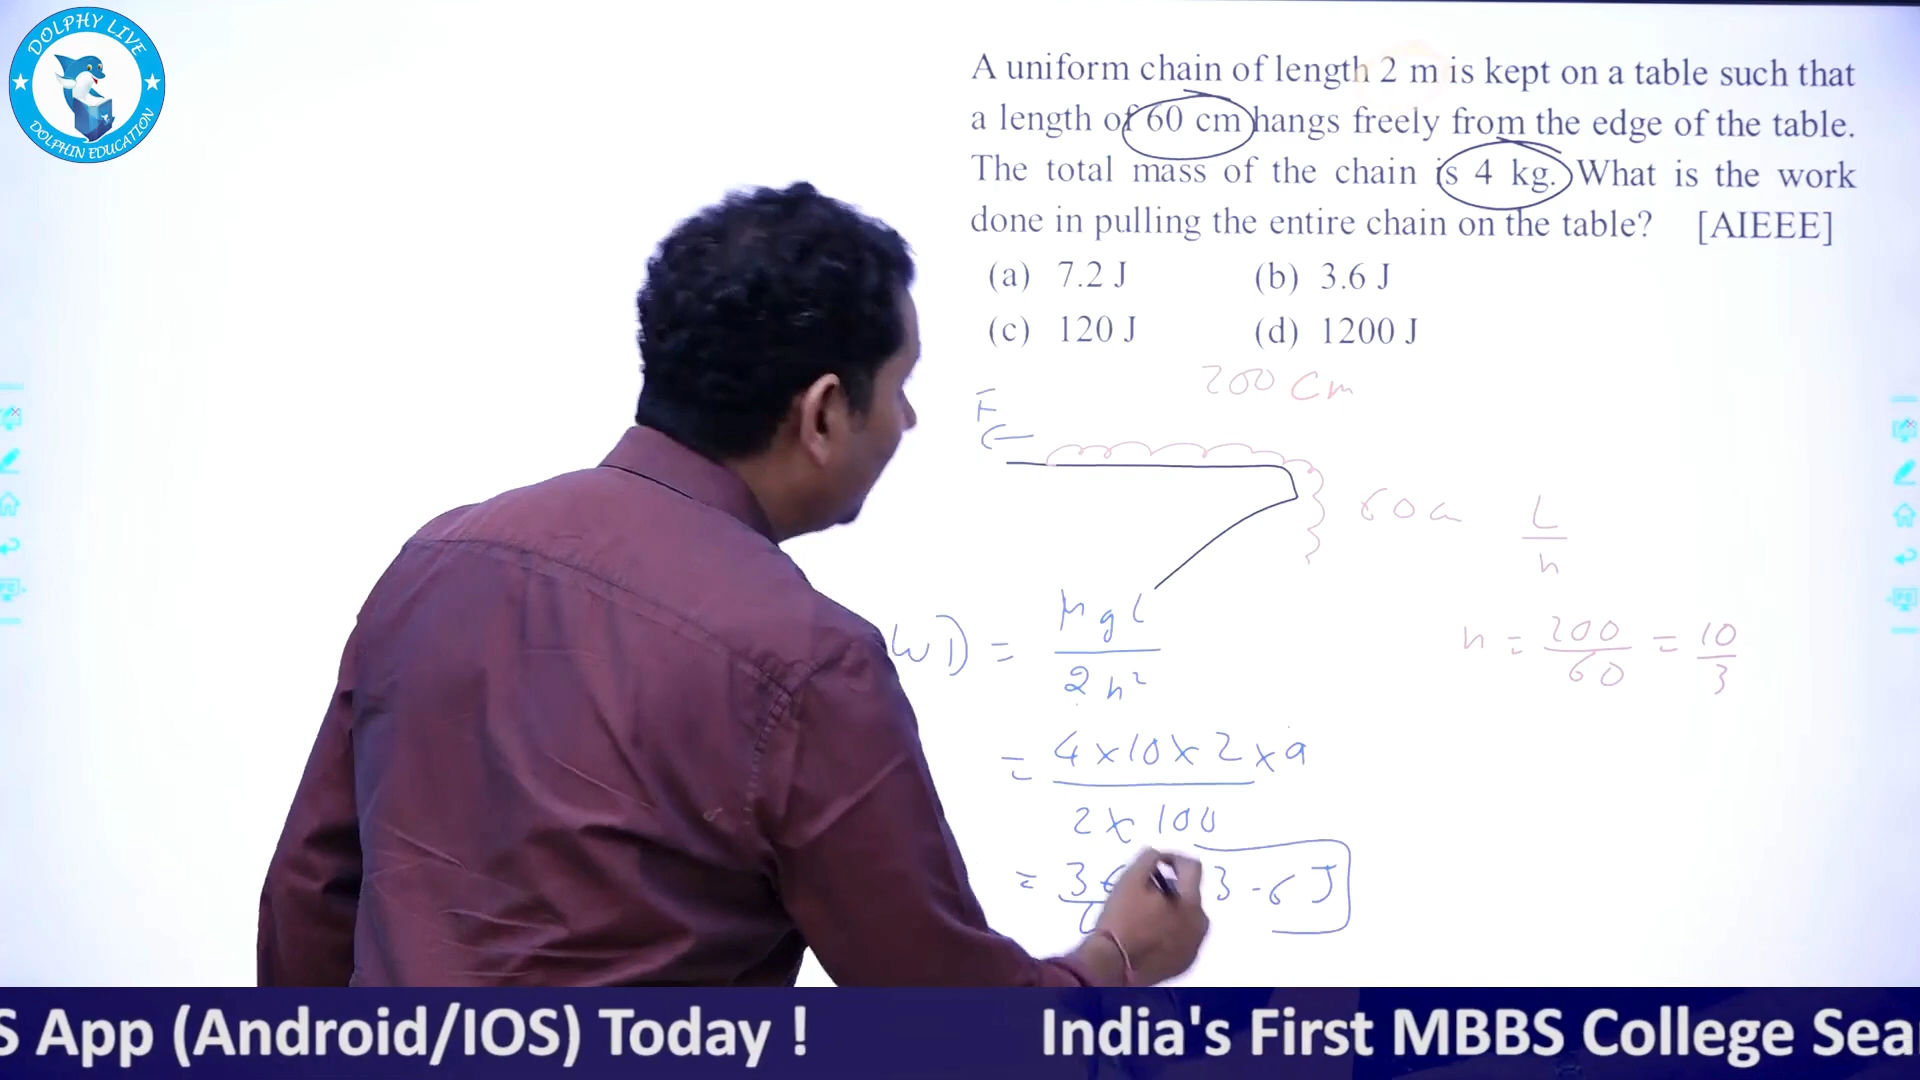 DOLPHY LIVE
DOLPHIN EDUCATION
A uniform chain of length 2 m is kept on a table such that
a length of 60 cm hangs freely from the edge of the table.
The total mass of the chain is 4 kg. What is the work
done in pulling the entire chain on the table? [AIEEE]
(a) 7.2 J (b) 3.6 J
(c) 120 J (d) 1200 J
200 cm
F
L
n
n = 200/60 = 10/3
WD = MgL/2n²
= 4×10×2×9
2×100
3.6 J
S App (Android/IOS) Today ! India's First MBBS College Sea